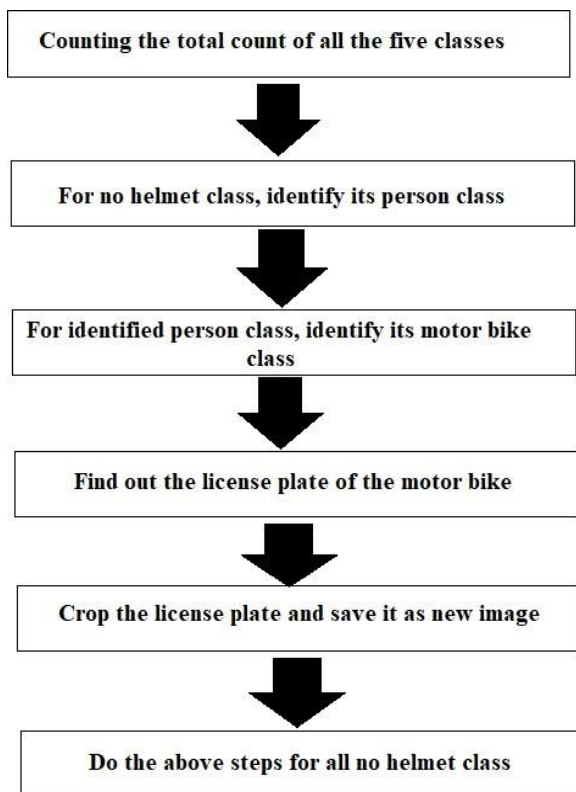 Counting the total count of all the five classes
For no helmet class, identify its person class
For identified person class, identify its motor bike
class
Find out the license plate of the motor bike
Crop the license plate and save it as new image
Do the above steps for all no helmet class